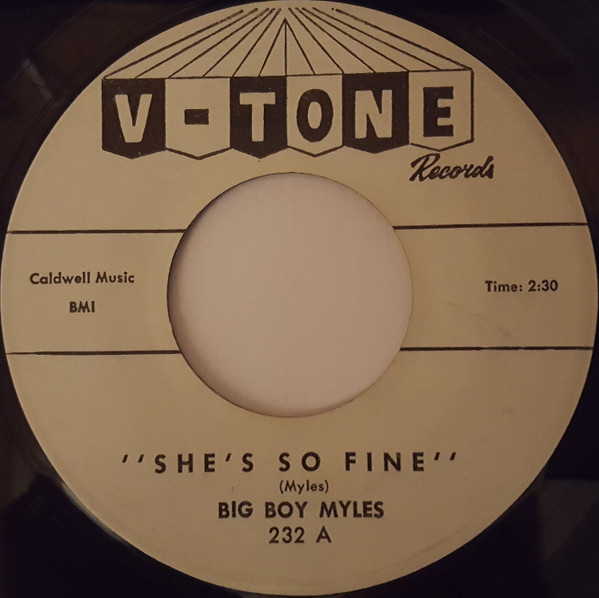 V-TONE
Records
Caldwell Music
BMI
Time: 2:30
''SHE'S SO FINE''
(Myles)
BIG BOY MYLES
232 A